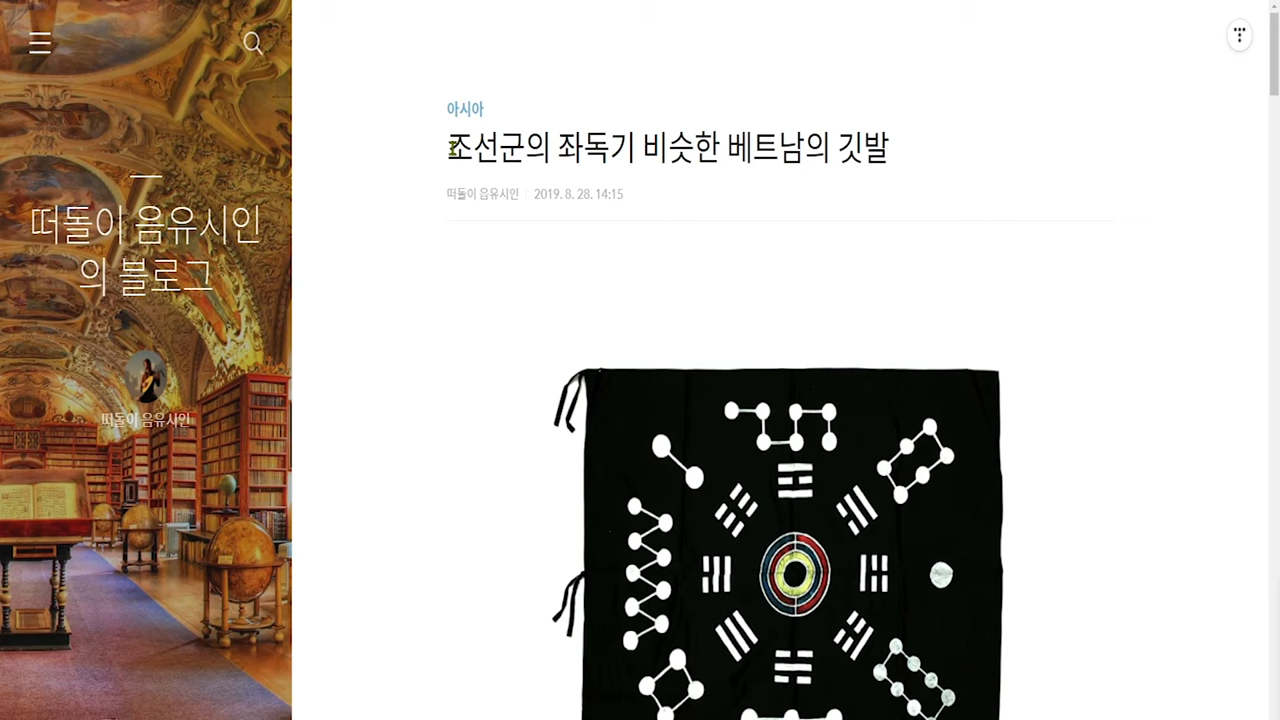 떠돌이 음유시인
의 블로그
떠돌이 음유시인
아시아
조선군의 좌독기 비슷한 베트남의 깃발
떠돌이 음유시인 2019. 8. 28. 14:15